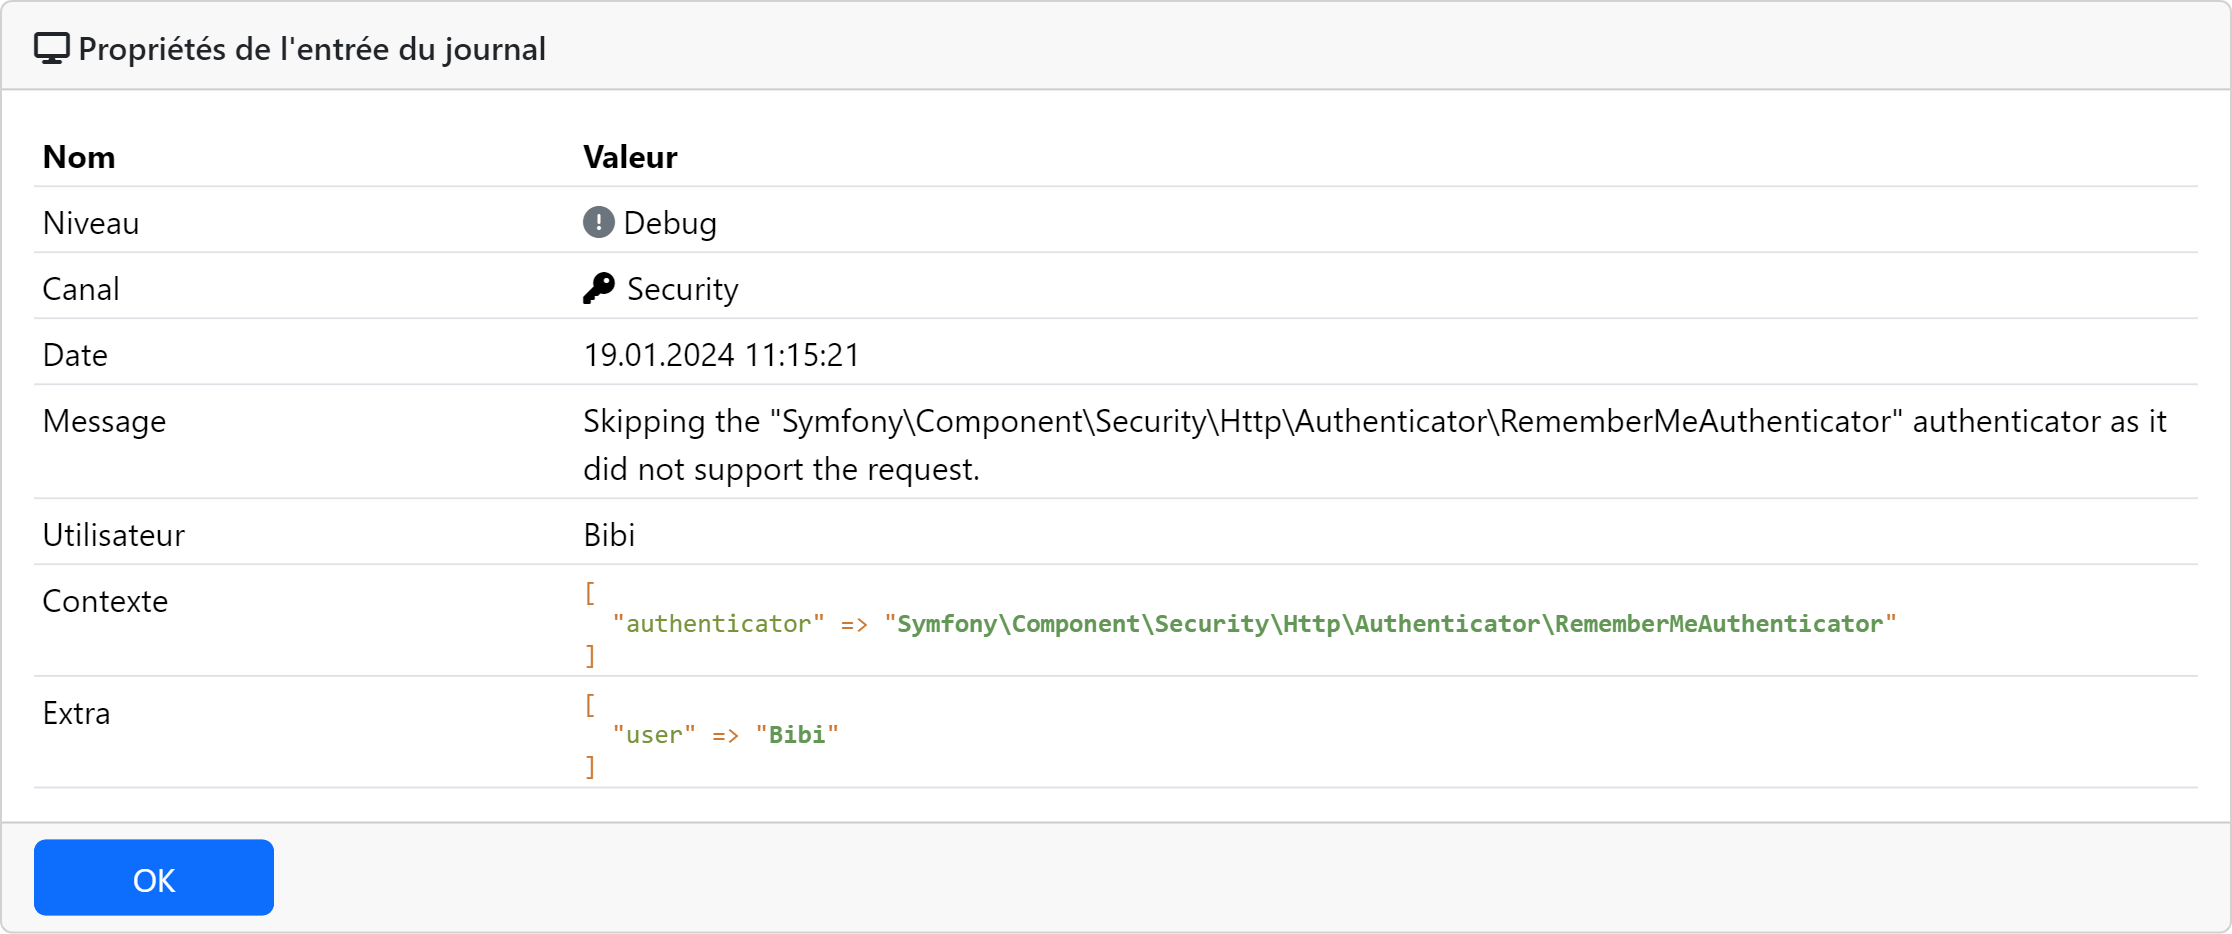 Propriétés de l'entrée du journal
Nom Valeur
Niveau Debug
Canal Security
Date 19.01.2024 11:15:21
Message Skipping the "Symfony\Component\Security\Http\Authenticator\RememberMeAuthenticator" authenticator as it
did not support the request.
Utilisateur Bibi
Contexte [
"authenticator" => "Symfony\Component\Security\Http\Authenticator\RememberMeAuthenticator"
]
Extra [
"user" => "Bibi"
]
OK